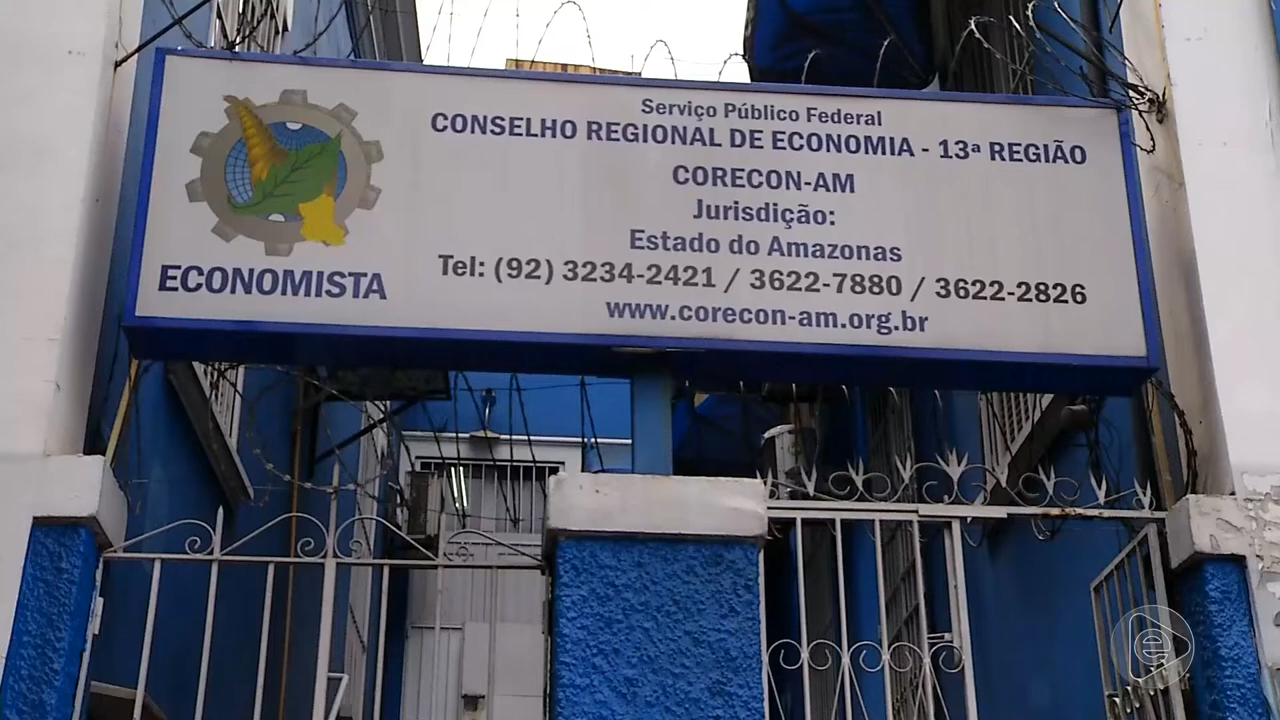 Serviço Público Federal
CONSELHO REGIONAL DE ECONOMIA - 13ª REGIÃO
CORECON-AM
Jurisdição:
Estado do Amazonas
Tel: (92) 3234-2421 / 3622-7880 / 3622-2826
www.corecon-am.org.br
ECONOMISTA
e